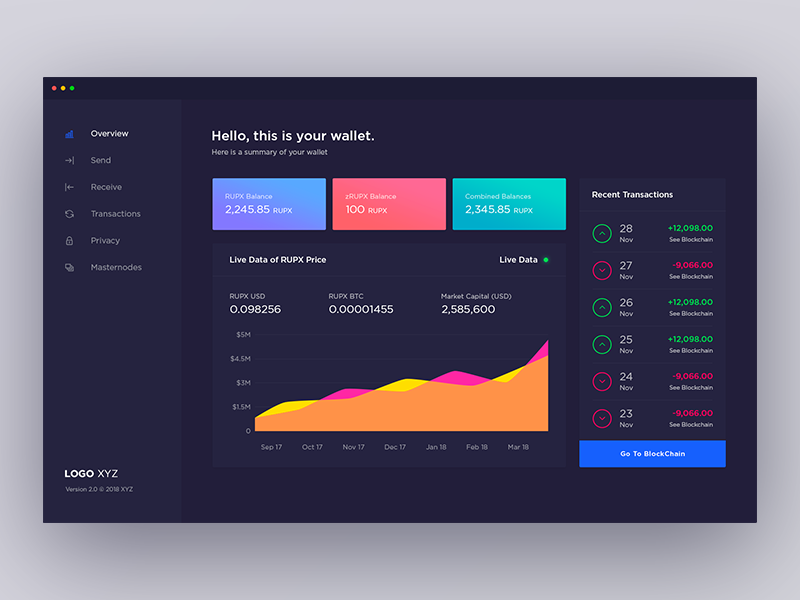 Overview
Send
Receive
Transactions
Privacy
Masternodes
LOGO XYZ
Version 2.0 © 2018 XYZ
Hello, this is your wallet.
Here is a summary of your wallet
RUPX Balance
2,245.85 RUPX
zRUPX Balance
100 RUPX
Combined Balances
2,345.85 RUPX
Live Data of RUPX Price
Live Data
RUPX USD
0.098256
RUPX BTC
0.00001455
Market Capital (USD)
2,585,600
$5M
$4.5M
$3M
$1.5M
0
Sep 17 Oct 17 Nov 17 Dec 17 Jan 18 Feb 18 Mar 18
Recent Transactions
28 +12,098.00
Nov See Blockchain
27 -9,066.00
Nov See Blockchain
26 +12,098.00
Nov See Blockchain
25 +12,098.00
Nov See Blockchain
24 -9,066.00
Nov See Blockchain
23 -9,066.00
Nov See Blockchain
Go To BlockChain